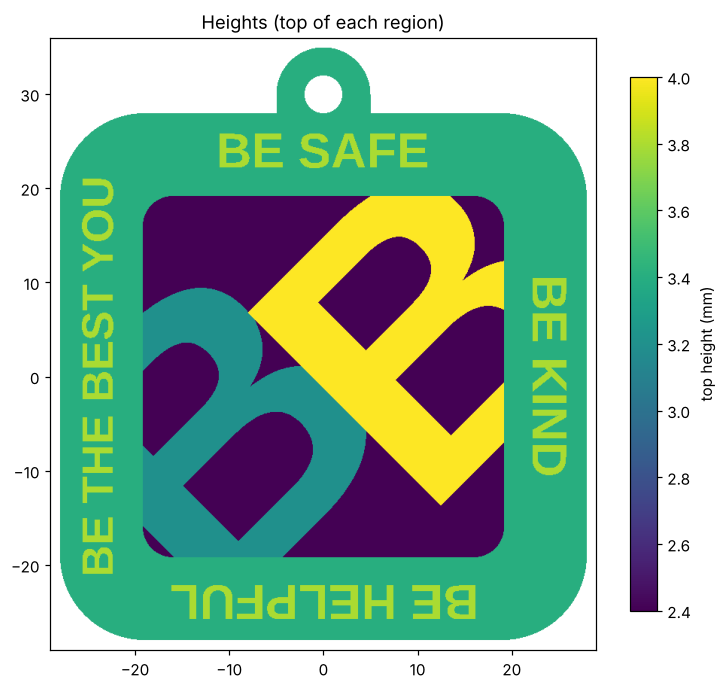 Heights (top of each region)
BE SAFE
BE KIND
BE HELPFUL
BE THE BEST YOU
B
B
30
20
10
0
−10
−20
−20
−10
0
10
20
4.0
3.8
3.6
3.4
3.2
3.0
2.8
2.6
2.4
top height (mm)